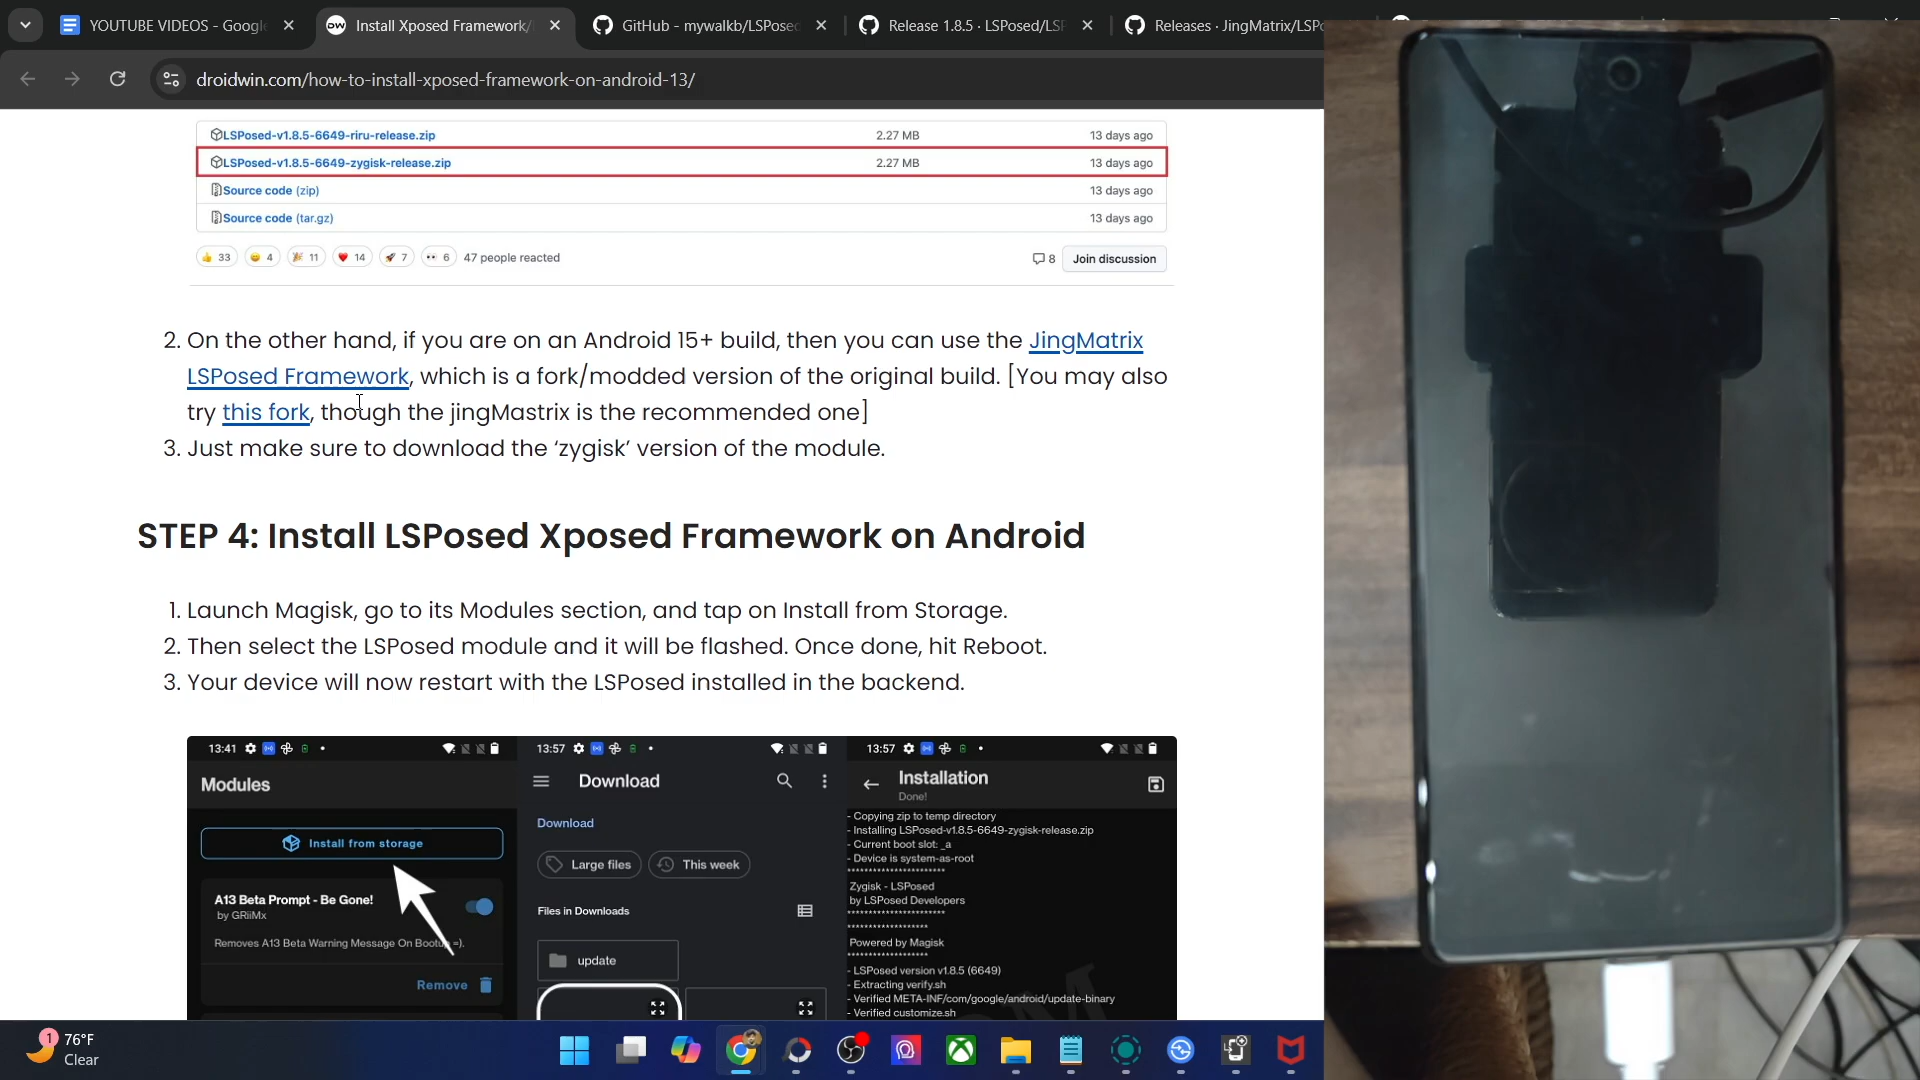 YOUTUBE VIDEOS - Google
Install Xposed Framework/
GitHub - mywalkb/LSPosed
Release 1.8.5 · LSPosed/LSP
Releases · JingMatrix/LSPo
droidwin.com/how-to-install-xposed-framework-on-android-13/
LSPosed-v1.8.5-6649-riru-release.zip 2.27 MB 13 days ago
LSPosed-v1.8.5-6649-zygisk-release.zip 2.27 MB 13 days ago
Source code (zip) 13 days ago
Source code (tar.gz) 13 days ago
33 4 11 14 7 6 47 people reacted 8 Join discussion
2. On the other hand, if you are on an Android 15+ build, then you can use the JingMatrix
LSPosed Framework, which is a fork/modded version of the original build. [You may also
try this fork, though the jingMastrix is the recommended one]
3. Just make sure to download the ‘zygisk’ version of the module.
STEP 4: Install LSPosed Xposed Framework on Android
1. Launch Magisk, go to its Modules section, and tap on Install from Storage.
2. Then select the LSPosed module and it will be flashed. Once done, hit Reboot.
3. Your device will now restart with the LSPosed installed in the backend.
13:41
Modules
Install from storage
A13 Beta Prompt - Be Gone!
by GRiiMx
Removes A13 Beta Warning Message On Bootup =).
Remove
13:57
Download
Download
Large files
This week
Files in Downloads
update
13:57
Installation
Done!
- Copying zip to temp directory
- Installing LSPosed-v1.8.5-6649-zygisk-release.zip
- Current boot slot: _a
- Device is system-as-root
***********************
Zygisk - LSPosed
by LSPosed Developers
***********************
*******************
Powered by Magisk
*******************
- LSPosed version v1.8.5 (6649)
- Extracting verify.sh
- Verified META-INF/com/google/android/update-binary
- Verified customize.sh
1
76°F
Clear